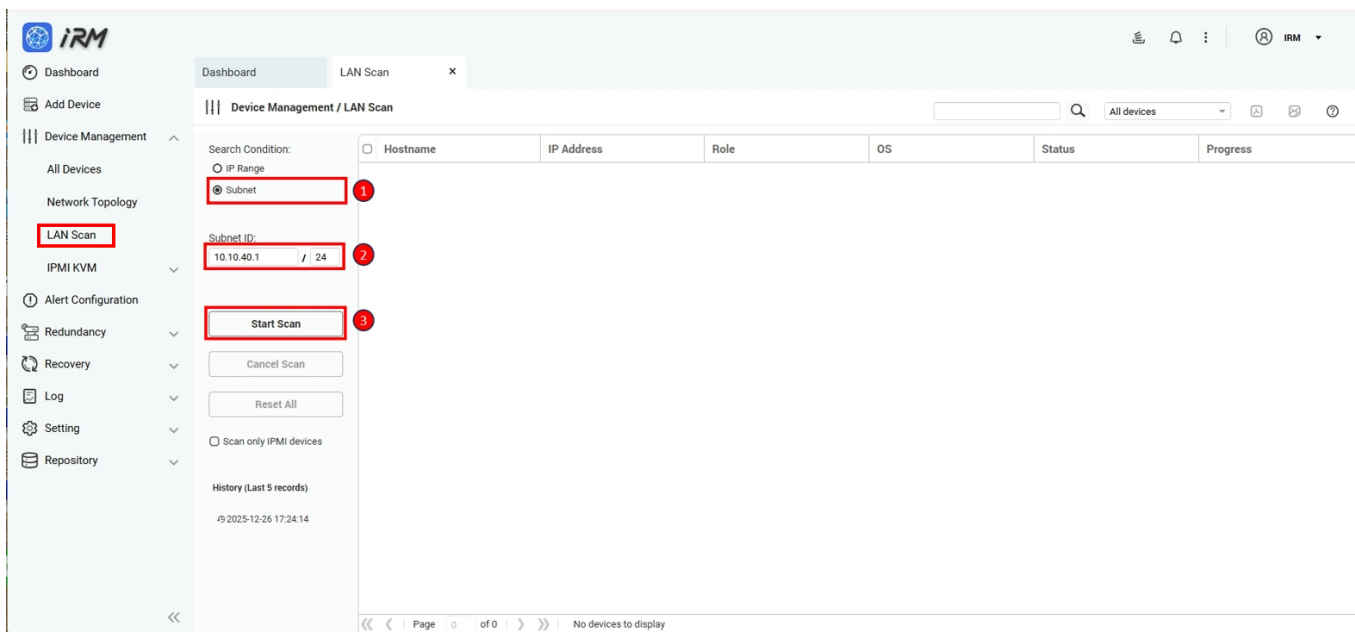 iRM
IRM
Dashboard
Add Device
Device Management
All Devices
Network Topology
LAN Scan
IPMI KVM
Alert Configuration
Redundancy
Recovery
Log
Setting
Repository
Dashboard
LAN Scan
Device Management / LAN Scan
All devices
Search Condition:
IP Range
Subnet
1
Subnet ID:
10.10.40.1 / 24
2
Start Scan
3
Cancel Scan
Reset All
Scan only IPMI devices
History (Last 5 records)
2025-12-26 17:24:14
Hostname IP Address Role OS Status Progress
Page 0 of 0 No devices to display